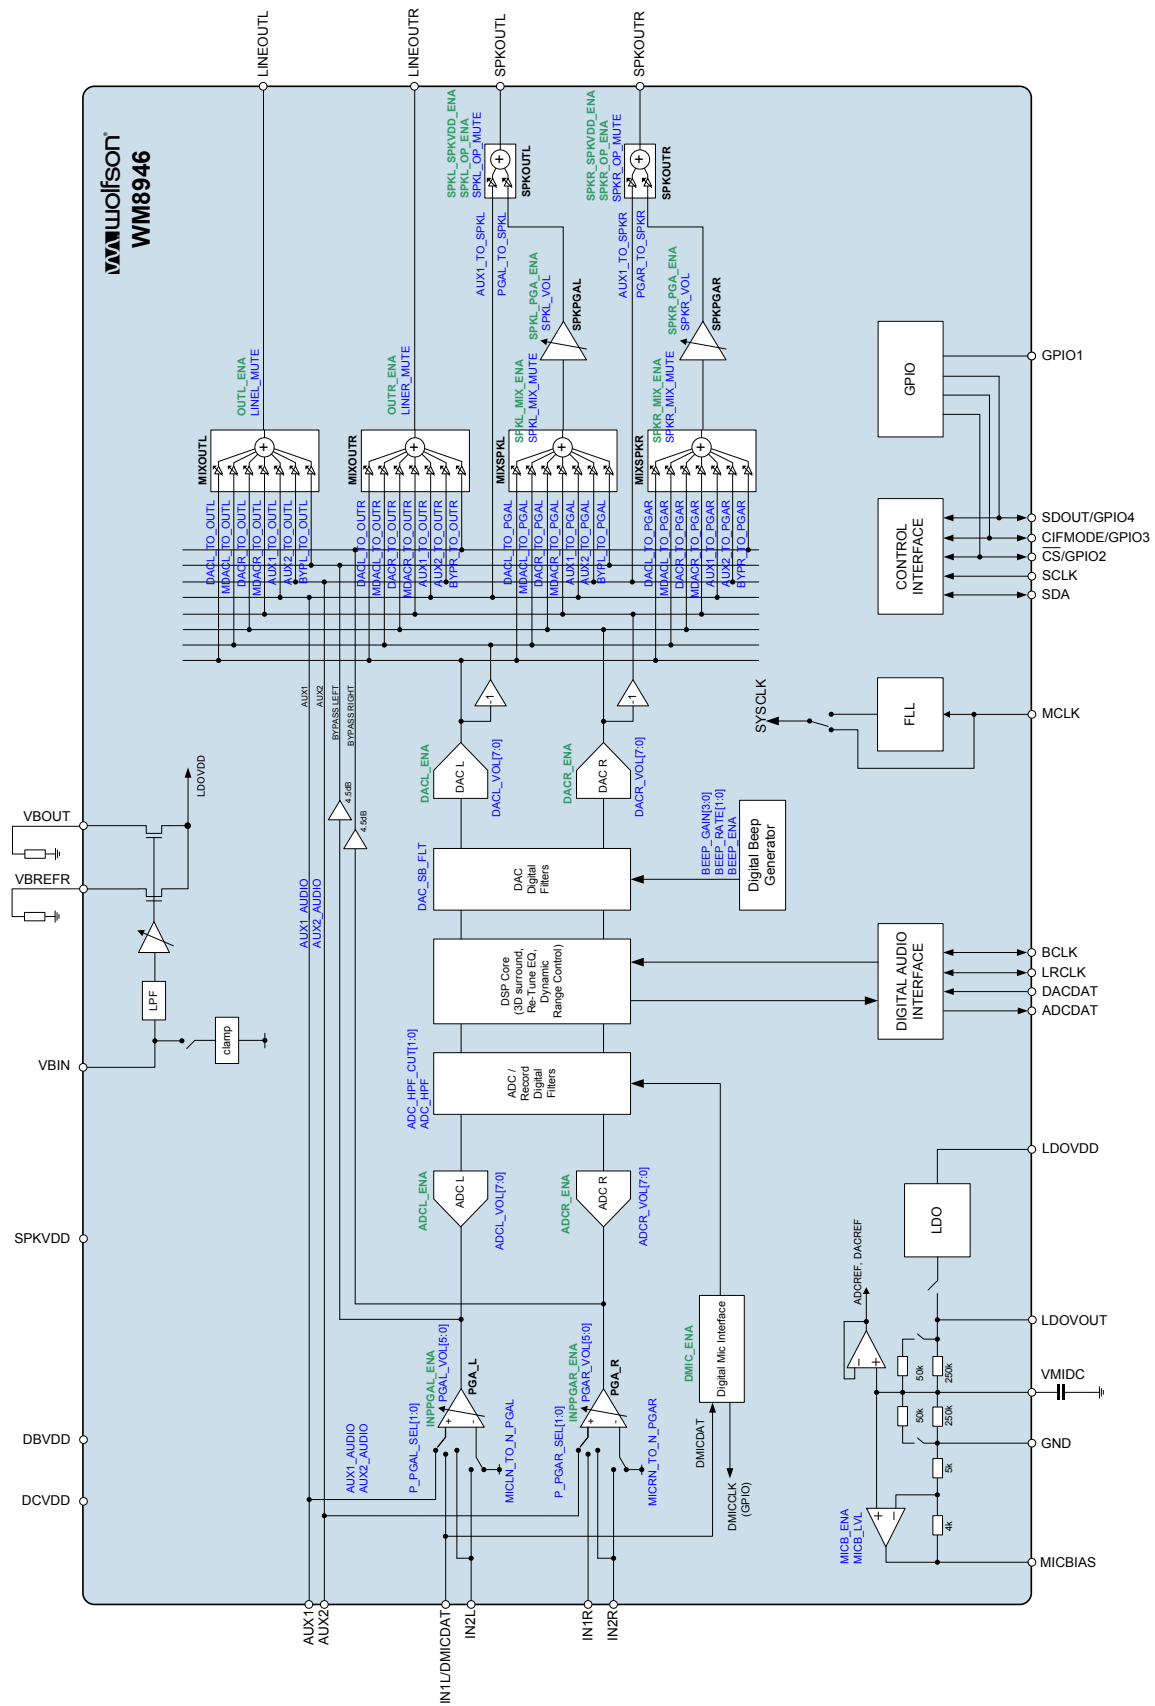 wolfson
WM8946
LINEOUTL
LINEOUTR
SPKOUTL
SPKOUTR
OUTL_ENA
LINEL_MUTE
OUTR_ENA
LINER_MUTE
SPKL_SPKVDD_ENA
SPKL_OP_ENA
SPKL_OP_MUTE
SPKOUTL
AUX1_TO_SPKL
PGAL_TO_SPKL
SPKR_SPKVDD_ENA
SPKR_OP_ENA
SPKR_OP_MUTE
SPKOUTR
AUX1_TO_SPKR
PGAR_TO_SPKR
SPKL_PGA_ENA
SPKL_VOL
SPKPGAL
SPKR_PGA_ENA
SPKR_VOL
SPKPGAR
SPKL_MIX_ENA
SPKL_MIX_MUTE
SPKR_MIX_ENA
SPKR_MIX_MUTE
MIXOUTL
MIXOUTR
MIXSPKL
MIXSPKR
DACL_TO_OUTL
MDACL_TO_OUTL
DACR_TO_OUTL
MDACR_TO_OUTL
AUX1_TO_OUTL
AUX2_TO_OUTL
BYPL_TO_OUTL
DACL_TO_OUTR
MDACL_TO_OUTR
DACR_TO_OUTR
MDACR_TO_OUTR
AUX1_TO_OUTR
AUX2_TO_OUTR
BYPR_TO_OUTR
DACL_TO_PGAL
MDACL_TO_PGAL
DACR_TO_PGAL
MDACR_TO_PGAL
AUX1_TO_PGAL
AUX2_TO_PGAL
BYPL_TO_PGAL
DACL_TO_PGAR
MDACL_TO_PGAR
DACR_TO_PGAR
MDACR_TO_PGAR
AUX1_TO_PGAR
AUX2_TO_PGAR
BYPR_TO_PGAR
GPIO
GPIO1
CONTROL
INTERFACE
SDOUT/GPIO4
CIFMODE/GPIO3
CS/GPIO2
SCLK
SDA
SYSCLK
FLL
MCLK
AUX1
AUX2
BYPASS LEFT
BYPASS RIGHT
4.5dB
4.5dB
-1
-1
DACL_ENA
DAC L
DACL_VOL[7:0]
DACR_ENA
DAC R
DACR_VOL[7:0]
LDOVDD
VBOUT
VBREFR
LPF
clamp
VBIN
AUX1_AUDIO
AUX2_AUDIO
DAC_SB_FLT
DAC
Digital
Filters
BEEP_GAIN[3:0]
BEEP_RATE[1:0]
BEEP_ENA
Digital Beep
Generator
DSP Core
(3D surround,
Re-Tune EQ,
Dynamic
Range Control)
DIGITAL AUDIO
INTERFACE
BCLK
LRCLK
DACDAT
ADCDAT
ADC_HPF_CUT[1:0]
ADC_HPF
ADC /
Record
Digital
Filters
ADCL_ENA
ADC L
ADCL_VOL[7:0]
ADCR_ENA
ADC R
ADCR_VOL[7:0]
SPKVDD
DBVDD
DCVDD
LDOVDD
LDO
ADCREF, DACREF
LDOVOUT
50k
250k
VMIDC
50k
250k
GND
5k
4k
MICB_ENA
MICB_LVL
MICBIAS
DMIC_ENA
Digital Mic Interface
DMICDAT
DMICCLK
(GPIO)
AUX1_AUDIO
AUX2_AUDIO
P_PGAL_SEL[1:0]
INPPGAL_ENA
PGAL_VOL[5:0]
PGA_L
MICLN_TO_N_PGAL
P_PGAR_SEL[1:0]
INPPGAR_ENA
PGAR_VOL[5:0]
PGA_R
MICRN_TO_N_PGAR
AUX1
AUX2
IN1L/DMICDAT
IN2L
IN1R
IN2R